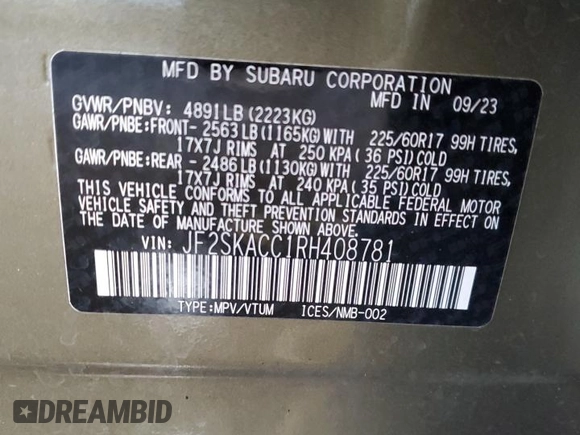 MFD BY SUBARU CORPORATION
MFD IN 09/23
GVWR/PNBV: 4891LB (2223KG)
GAWR/PNBE:FRONT- 2563LB(1165KG)WITH 225/60R17 99H TIRES,
17X7J RIMS AT 250 KPA( 36 PSI)COLD
GAWR/PNBE:REAR - 2486LB(1130KG)WITH 225/60R17 99H TIRES,
17X7J RIMS AT 240 KPA( 35 PSI)COLD
THIS VEHICLE CONFORMS TO ALL APPLICABLE FEDERAL MOTOR
VEHICLE SAFETY AND THEFT PREVENTION STANDARDS IN EFFECT ON
THE DATE OF MANUFACTURE SHOWN ABOVE.
VIN: JF2SKACC1RH408781
TYPE:MPV/VTUM ICES/NMB-002
DREAMBID